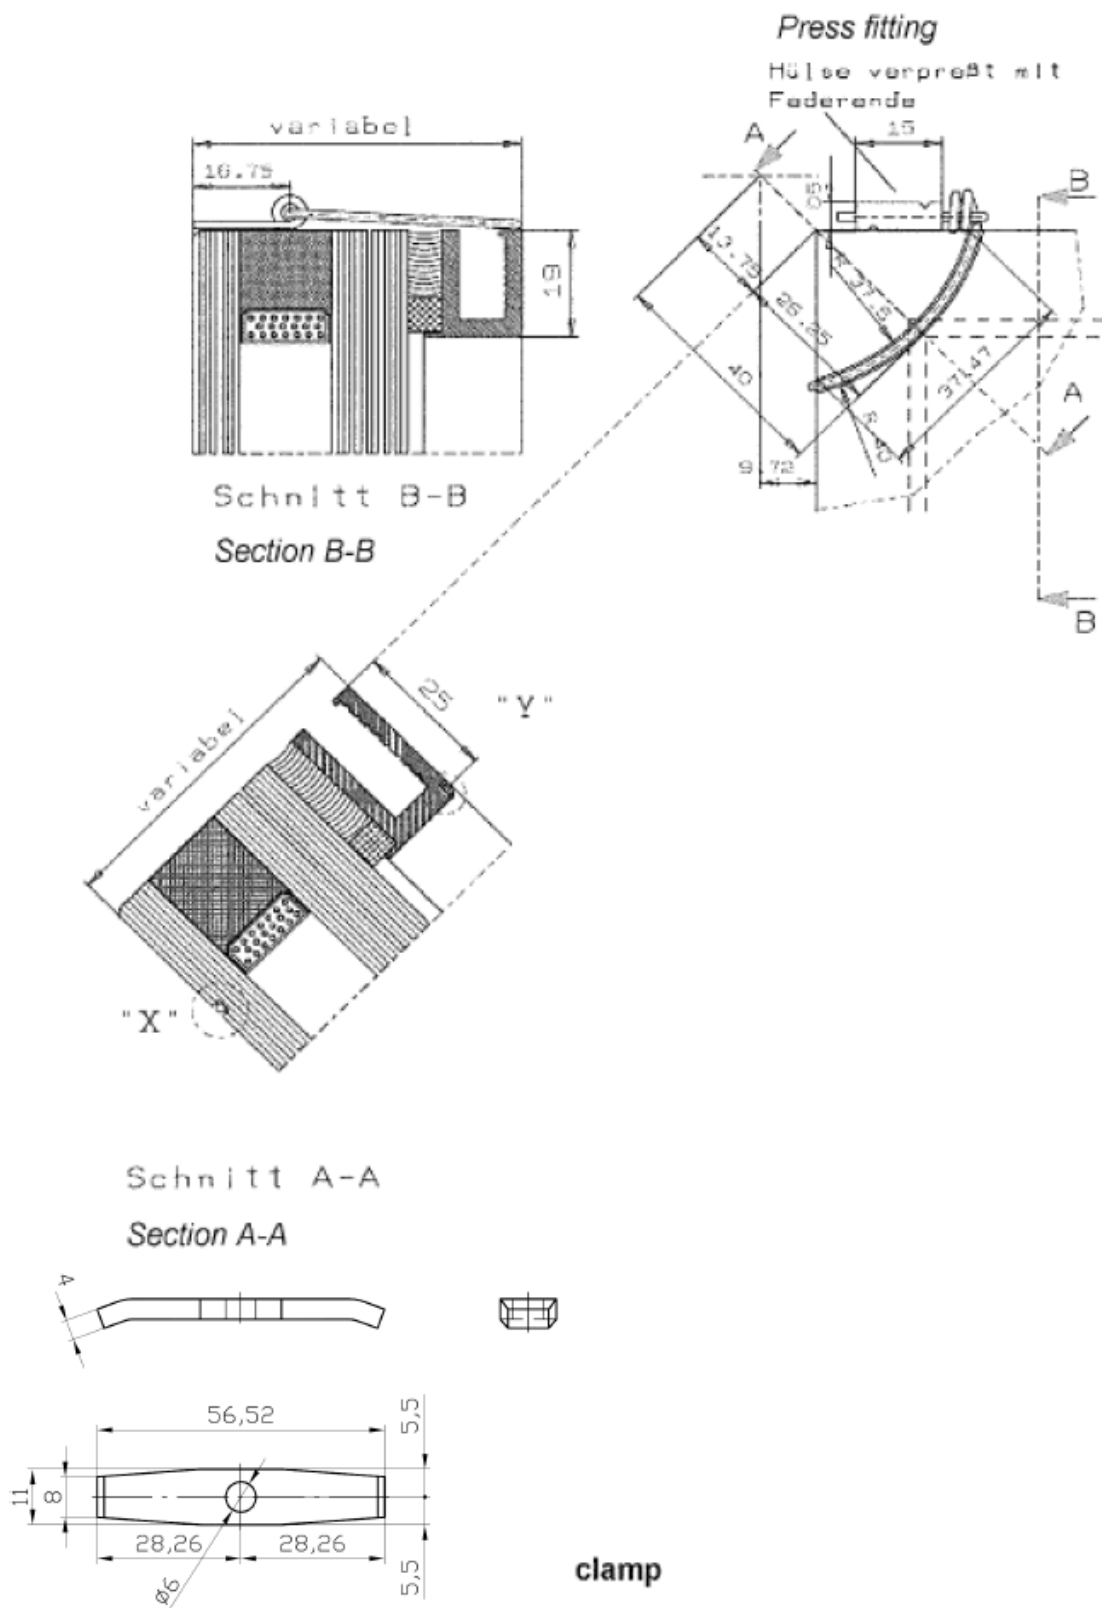 Press fitting
Hülse verpreßt mit
Federende
variabel
15
A
B
16.75
13.75
37.5
26.25
19
40
37.47
A
9.72
Schnitt B-B
Section B-B
B
25
"Y"
variabel
"X"
Schnitt A-A
Section A-A
4
56,52
5,5
11
8
28,26
28,26
5,5
ø6
clamp